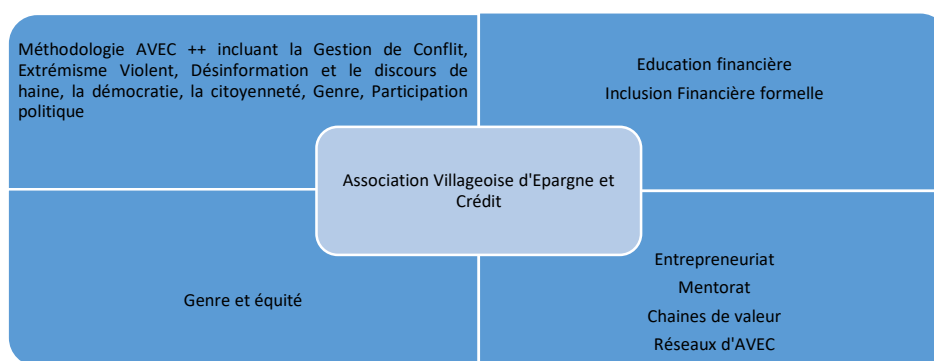 Méthodologie AVEC ++ incluant la Gestion de Conflit,
Extrémisme Violent, Désinformation et le discours de
haine, la démocratie, la citoyenneté, Genre, Participation
politique
Education financière
Inclusion Financière formelle
Association Villageoise d'Epargne et
Crédit
Genre et équité
Entrepreneuriat
Mentorat
Chaines de valeur
Réseaux d'AVEC